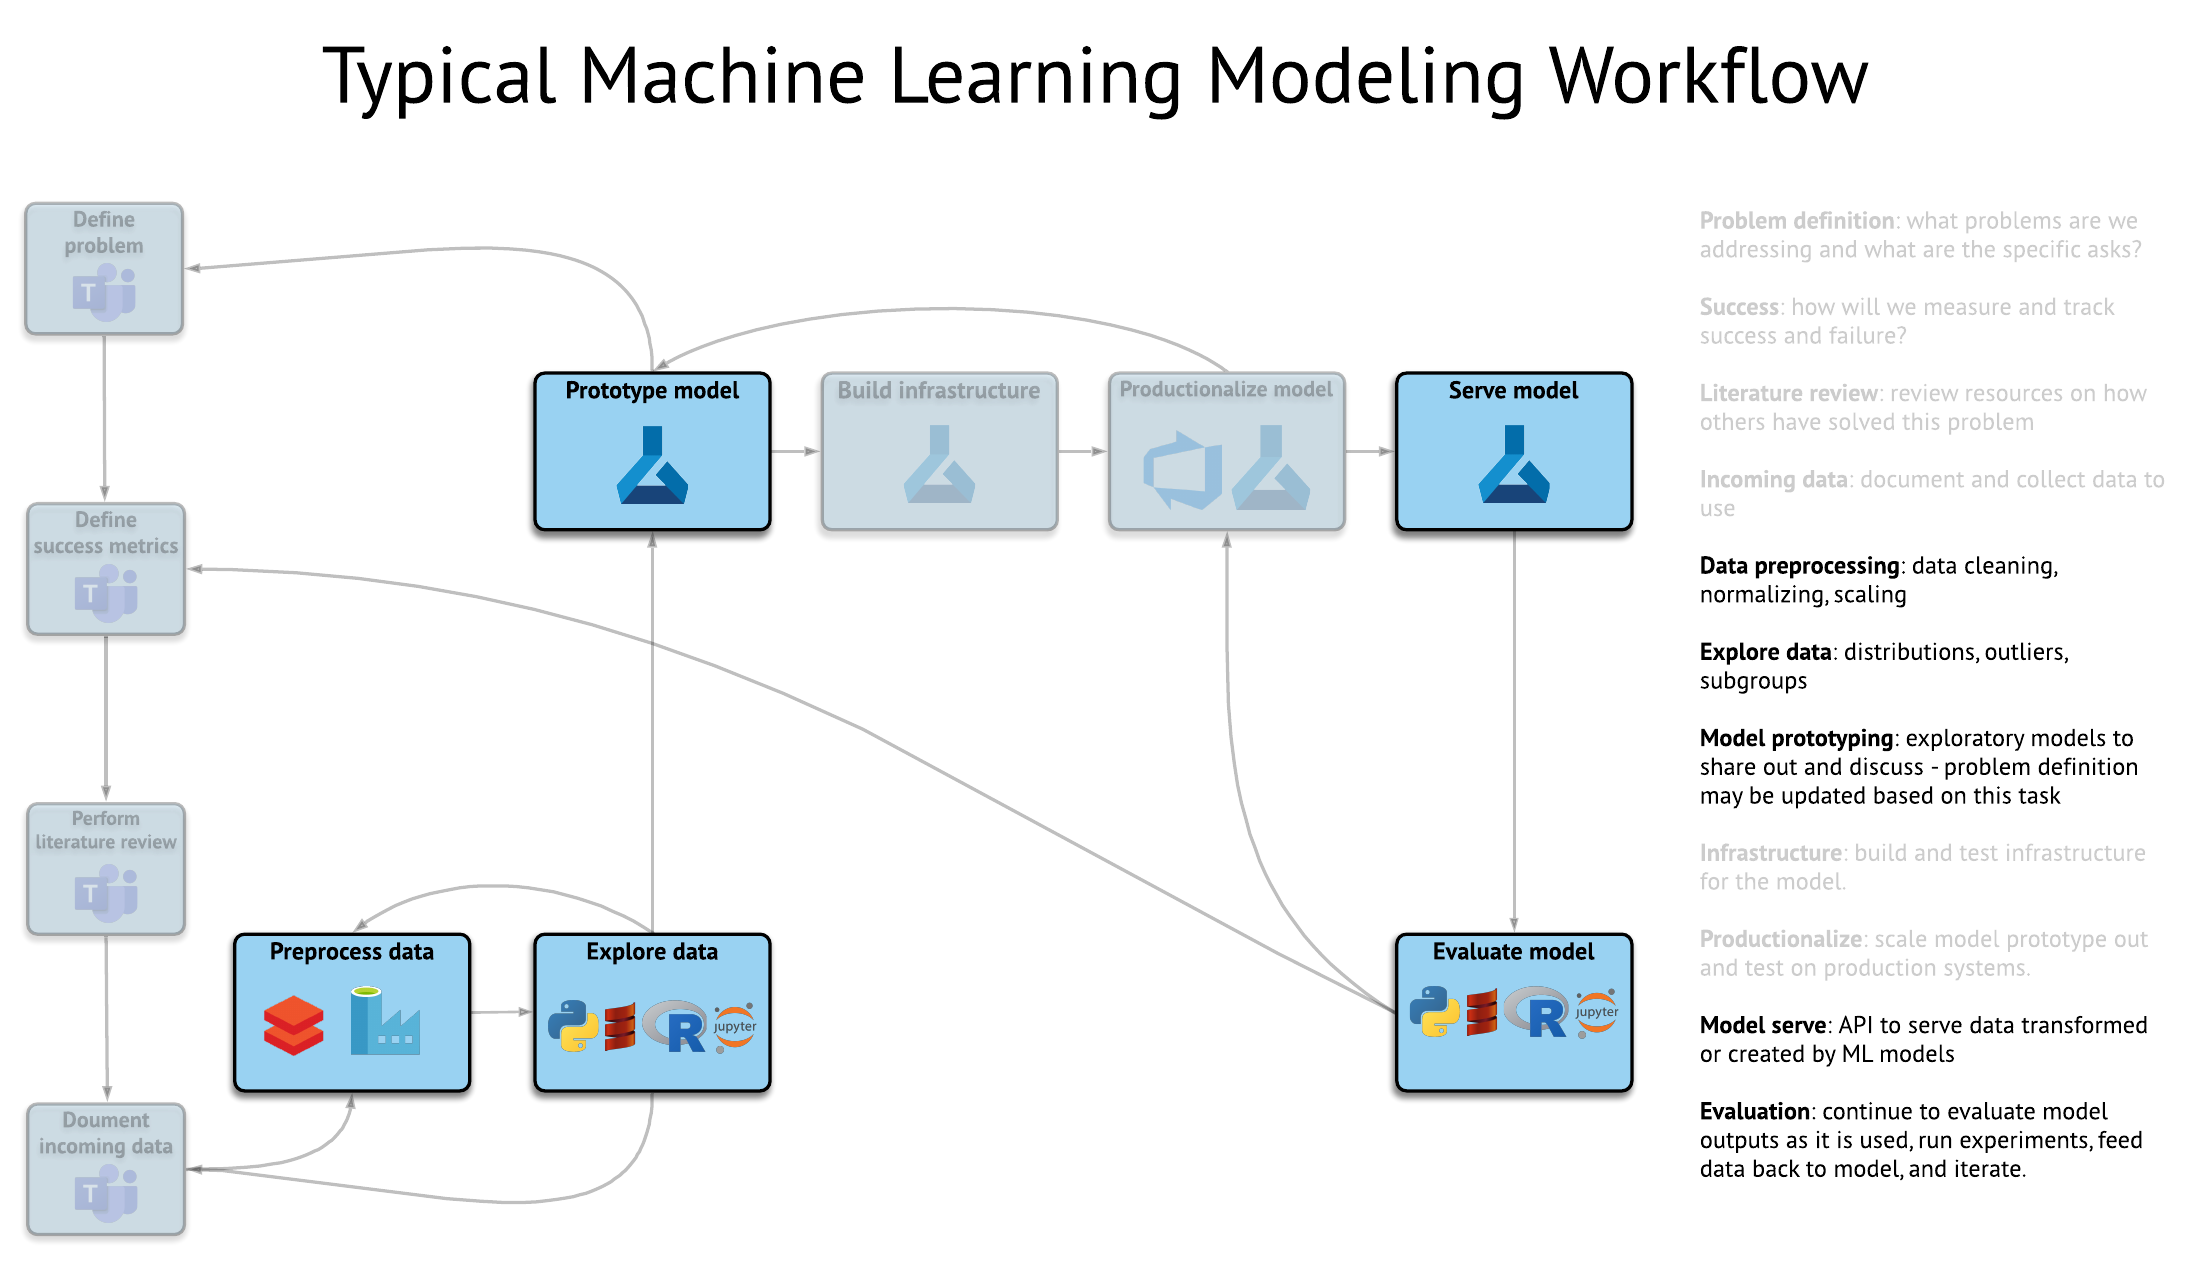 Typical Machine Learning Modeling Workflow
Define
problem
T
Define
success metrics
T
Perform
literature review
T
Doument
incoming data
T
Preprocess data
Explore data
R
jupyter
Prototype model
Build infrastructure
Productionalize model
Serve model
Evaluate model
R
jupyter
Problem definition: what problems are we
addressing and what are the specific asks?
Success: how will we measure and track
success and failure?
Literature review: review resources on how
others have solved this problem
Incoming data: document and collect data to
use
Data preprocessing: data cleaning,
normalizing, scaling
Explore data: distributions, outliers,
subgroups
Model prototyping: exploratory models to
share out and discuss - problem definition
may be updated based on this task
Infrastructure: build and test infrastructure
for the model.
Productionalize: scale model prototype out
and test on production systems.
Model serve: API to serve data transformed
or created by ML models
Evaluation: continue to evaluate model
outputs as it is used, run experiments, feed
data back to model, and iterate.